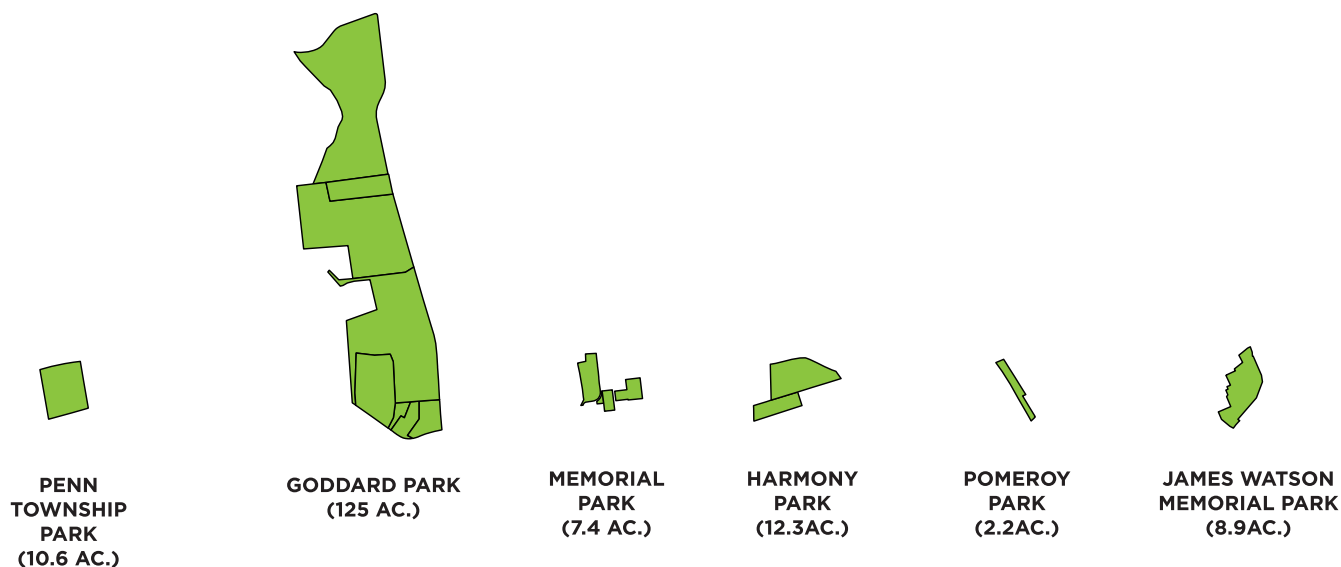 PENN
TOWNSHIP
PARK
(10.6 AC.)
GODDARD PARK
(125 AC.)
MEMORIAL
PARK
(7.4 AC.)
HARMONY
PARK
(12.3AC.)
POMEROY
PARK
(2.2AC.)
JAMES WATSON
MEMORIAL PARK
(8.9AC.)